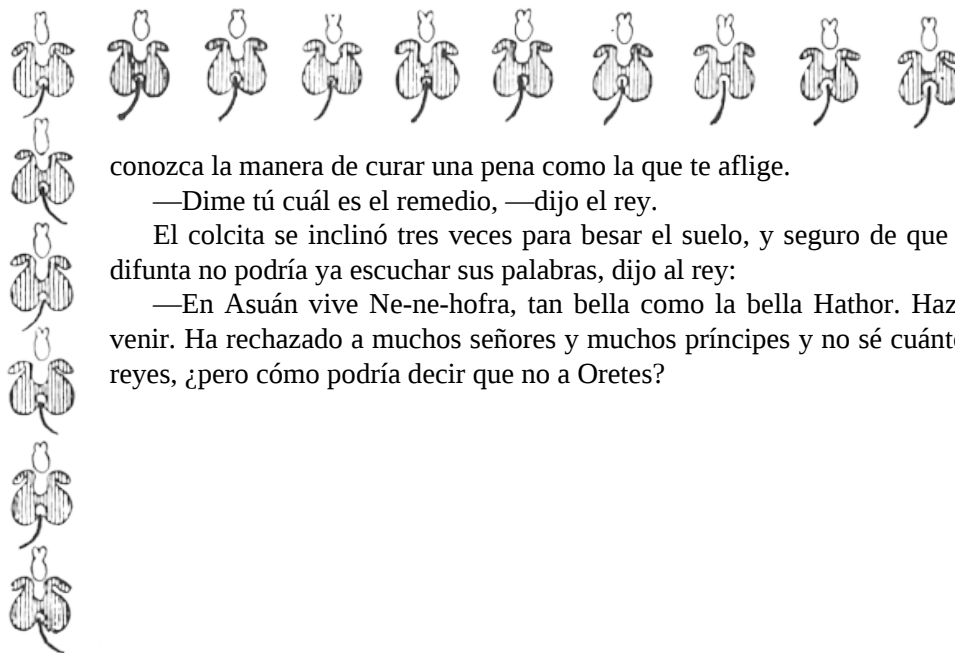 conozca la manera de curar una pena como la que te aflige.
—Dime tú cuál es el remedio, —dijo el rey.
El colcita se inclinó tres veces para besar el suelo, y seguro de que
difunta no podría ya escuchar sus palabras, dijo al rey:
—En Asuán vive Ne-ne-hofra, tan bella como la bella Hathor. Haz
venir. Ha rechazado a muchos señores y muchos príncipes y no sé
reyes, ¿pero cómo podría decir que no a Oretes?